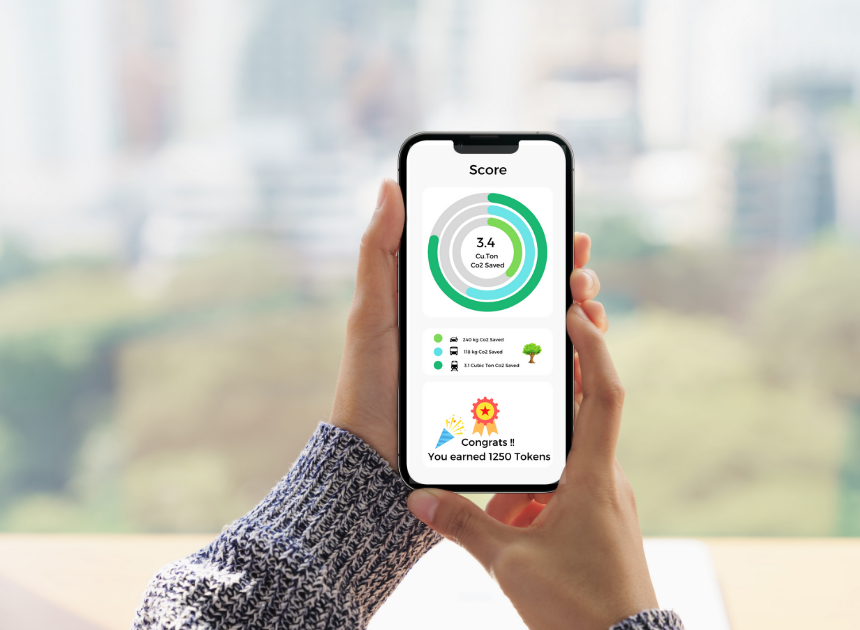 Score
3.4
Cu.Ton
Co2 Saved
240 kg Co2 Saved
118 kg Co2 Saved
3.1 Cubic Ton Co2 Saved
Congrats !!
You earned 1250 Tokens